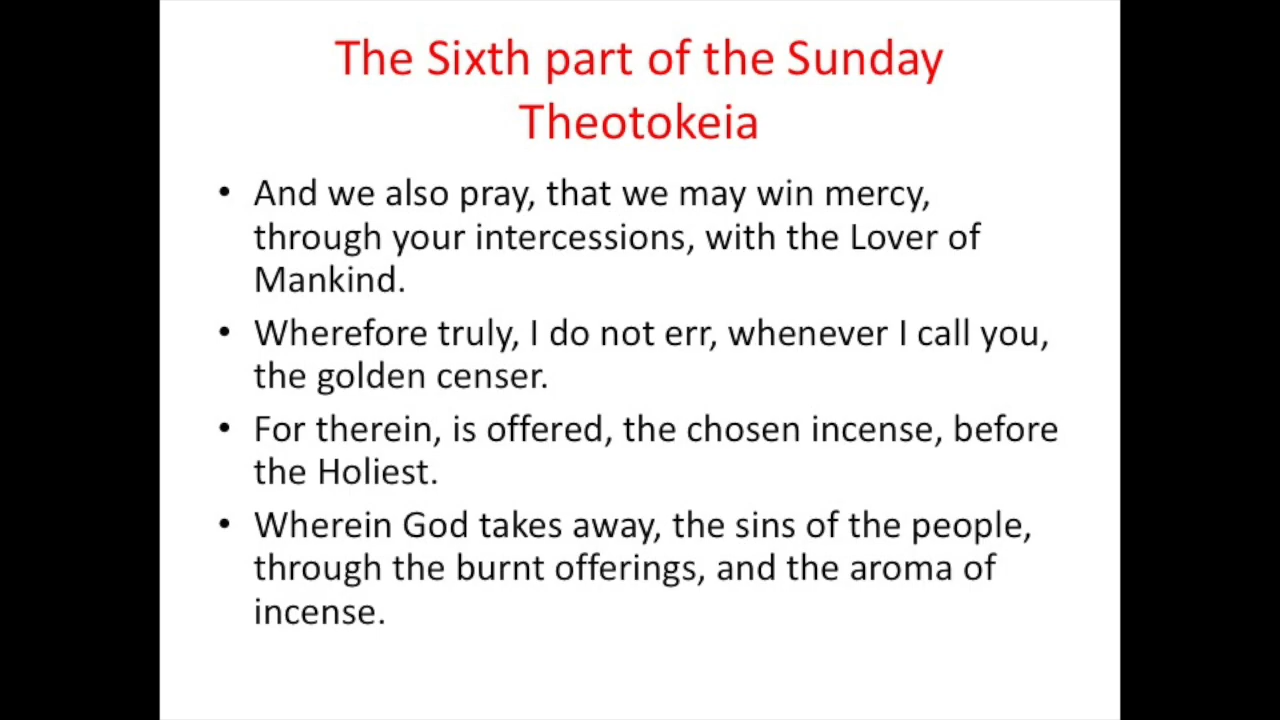 The Sixth part of the Sunday
Theotokeia
• And we also pray, that we may win mercy,
through your intercessions, with the Lover of
Mankind.
• Wherefore truly, I do not err, whenever I call you,
the golden censer.
• For therein, is offered, the chosen incense, before
the Holiest.
• Wherein God takes away, the sins of the people,
through the burnt offerings, and the aroma of
incense.